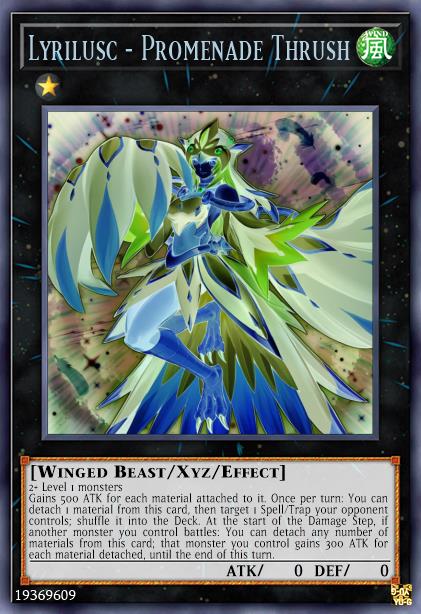 Lyrilusc - Promenade Thrush
WIND
風
[Winged Beast/Xyz/Effect]
2+ Level 1 monsters
Gains 500 ATK for each material attached to it. Once per turn: You can
detach 1 material from this card, then target 1 Spell/Trap your opponent
controls; shuffle it into the Deck. At the start of the Damage Step, if
another monster you control battles: You can detach any number of
materials from this card; that monster you control gains 300 ATK for
each material detached, until the end of this turn.
ATK/ 0 DEF/ 0
19369609